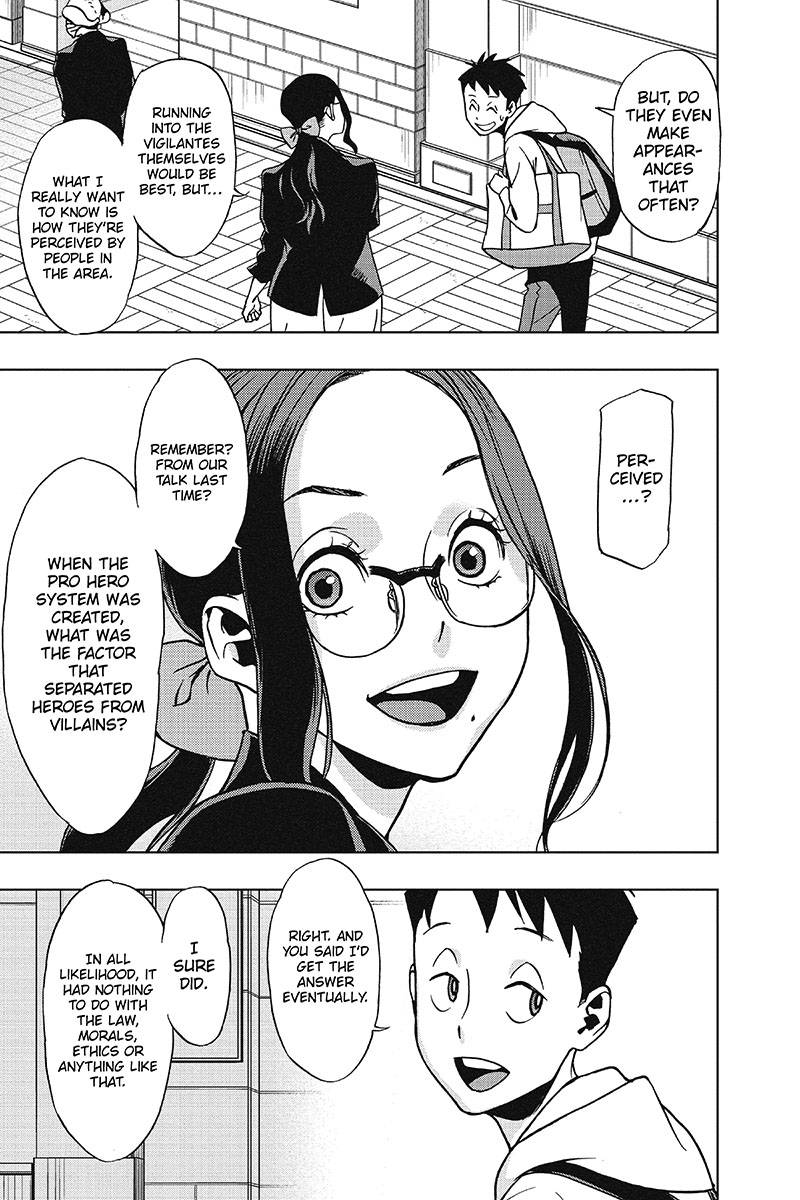 BUT, DO
THEY EVEN
MAKE
APPEAR-
ANCES
THAT
OFTEN?
RUNNING
INTO THE
VIGILANTES
THEMSELVES
WOULD BE
BEST, BUT...
WHAT I
REALLY WANT
TO KNOW IS
HOW THEY'RE
PERCEIVED BY
PEOPLE IN
THE AREA.
PER-
CEIVED
...?
REMEMBER?
FROM OUR
TALK LAST
TIME?
WHEN THE
PRO HERO
SYSTEM WAS
CREATED,
WHAT WAS
THE FACTOR
THAT
SEPARATED
HEROES FROM
VILLAINS?
RIGHT. AND
YOU SAID I'D
GET THE
ANSWER
EVENTUALLY.
I
SURE
DID.
IN ALL
LIKELIHOOD, IT
HAD NOTHING
TO DO WITH
THE LAW,
MORALS,
ETHICS OR
ANYTHING LIKE
THAT.